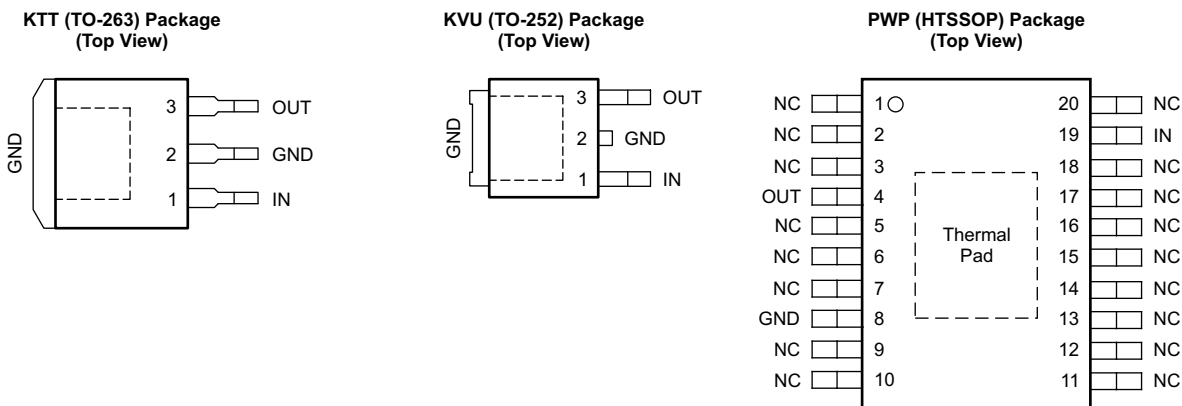 KTT (TO-263) Package
(Top View)
GND
3 OUT
2 GND
1 IN
KVU (TO-252) Package
(Top View)
GND
3 OUT
2 GND
1 IN
PWP (HTSSOP) Package
(Top View)
NC 1 20 NC
NC 2 19 IN
NC 3 18 NC
OUT 4 17 NC
NC 5 16 NC
NC 6 15 NC
NC 7 14 NC
GND 8 13 NC
NC 9 12 NC
NC 10 11 NC
Thermal
Pad